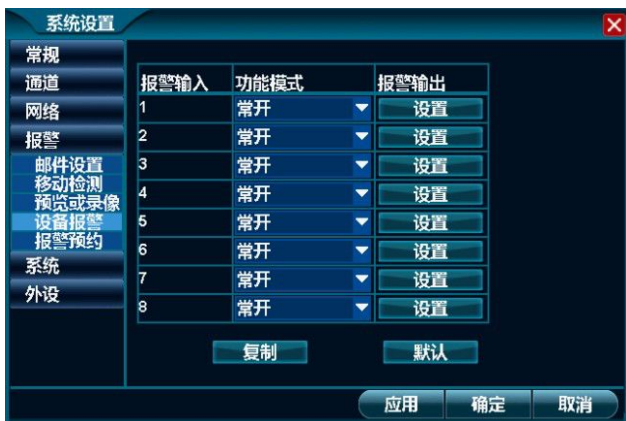 系统设置
常规
通道
网络
报警
邮件设置
移动检测
预览或录像
设备报警
报警预约
系统
外设
报警输入 功能模式 报警输出
1 常开 设置
2 常开 设置
3 常开 设置
4 常开 设置
5 常开 设置
6 常开 设置
7 常开 设置
8 常开 设置
复制 默认
应用 确定 取消